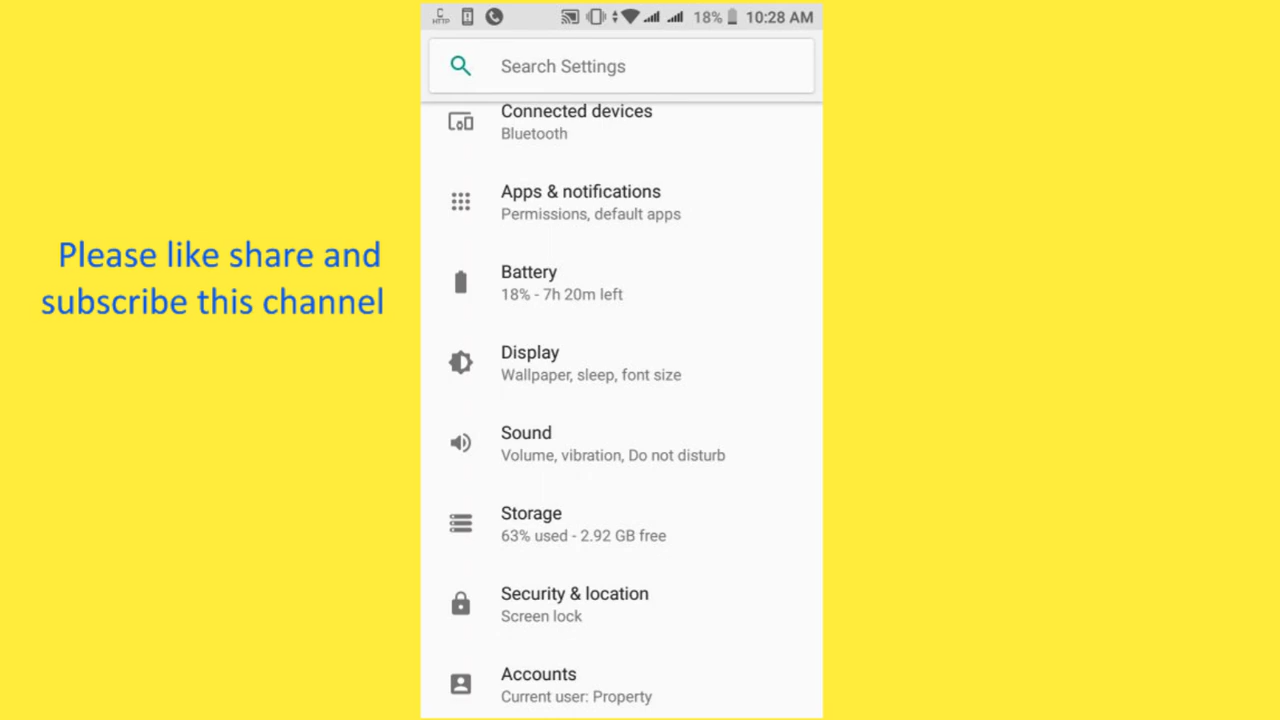 C
HTTP
18% 10:28 AM
Search Settings
Connected devices
Bluetooth
Apps & notifications
Permissions, default apps
Battery
18% - 7h 20m left
Display
Wallpaper, sleep, font size
Sound
Volume, vibration, Do not disturb
Storage
63% used - 2.92 GB free
Security & location
Screen lock
Accounts
Current user: Property
Please like share and
subscribe this channel